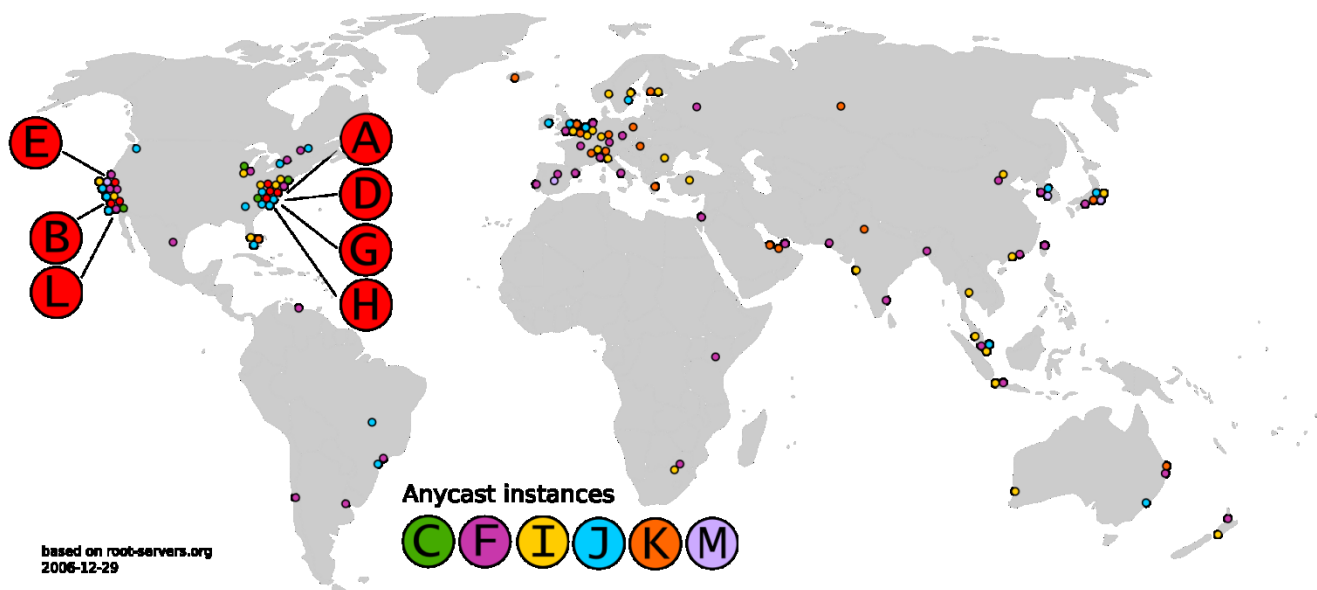 E
A
D
B
G
L
H
Anycast instances
C F I J K M
based on root-servers.org
2006-12-29